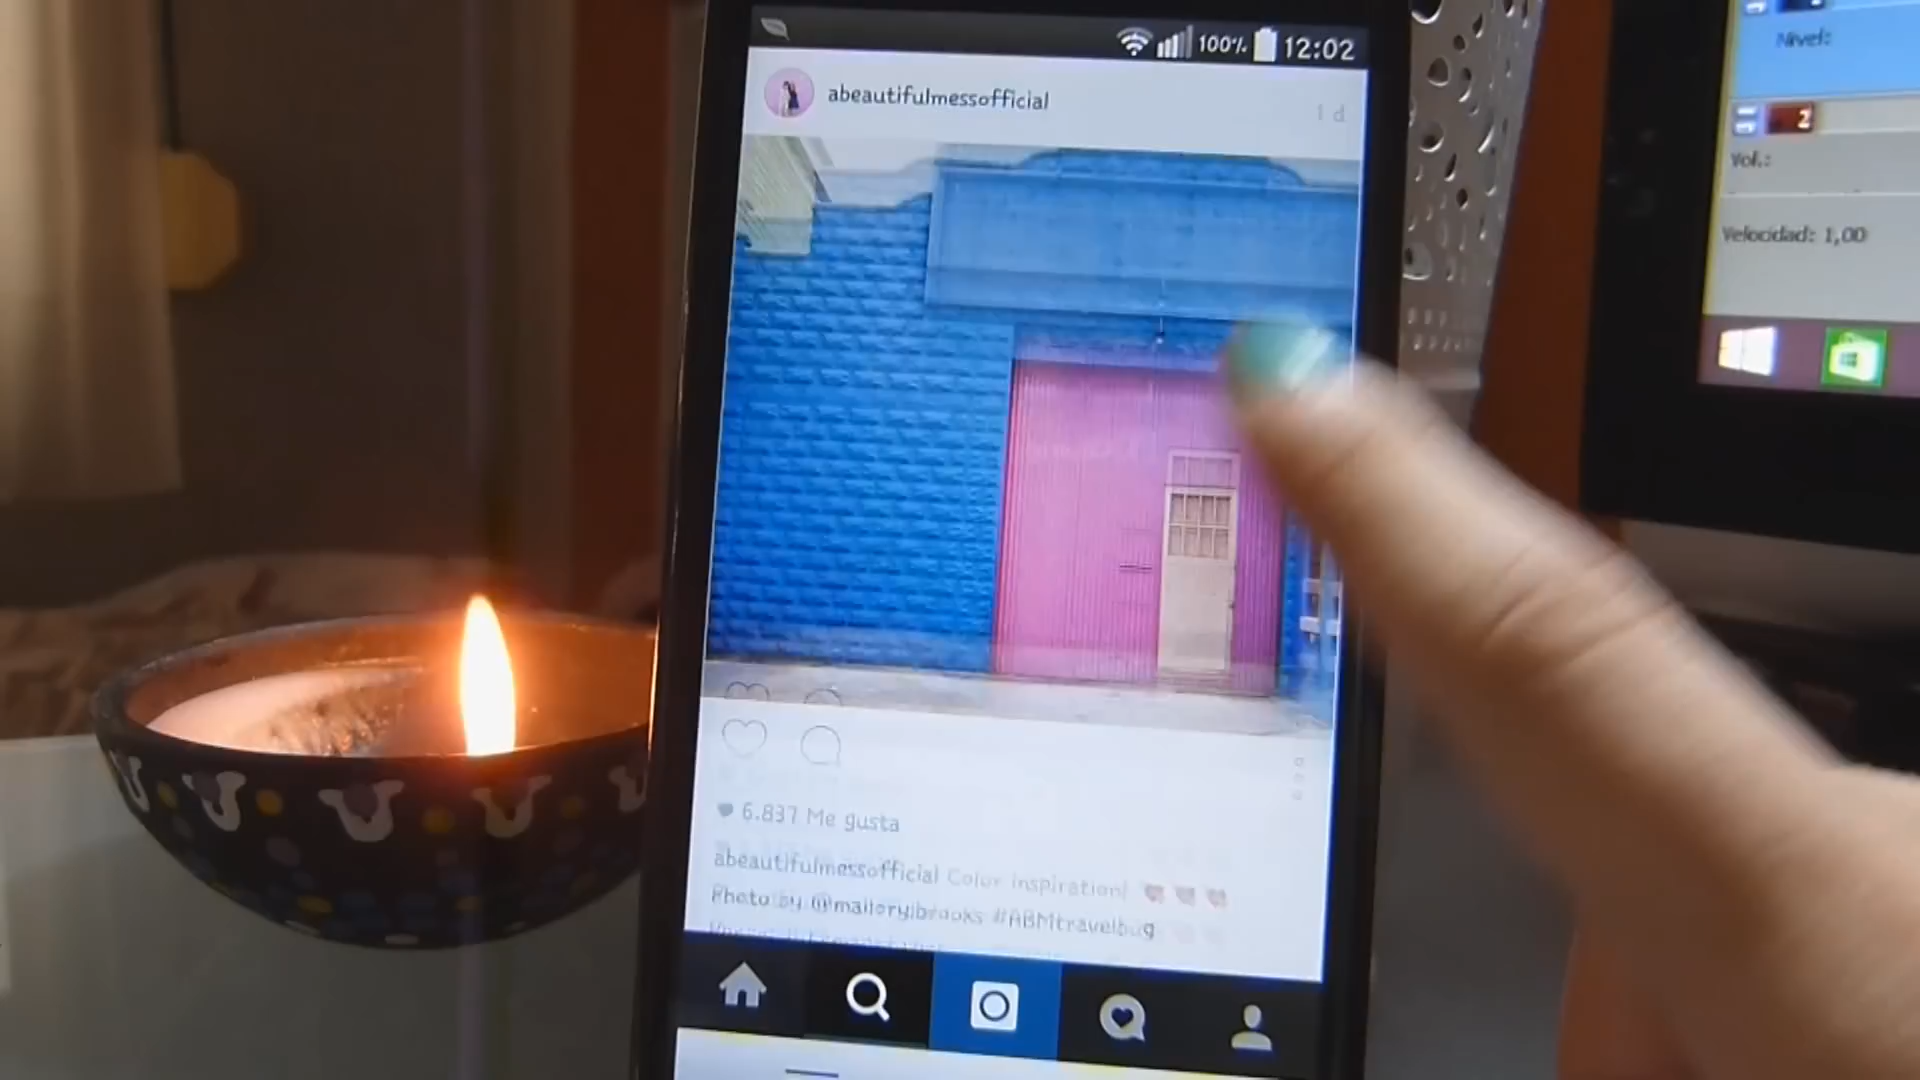 100% 12:02
abeautifulmessofficial
1 d
6.837 Me gusta
abeautifulmessofficial Color inspiration!
Photo by @malloryjbrooks #ABMtravelbug
Nivel:
2
Vol.:
Velocidad: 1,00